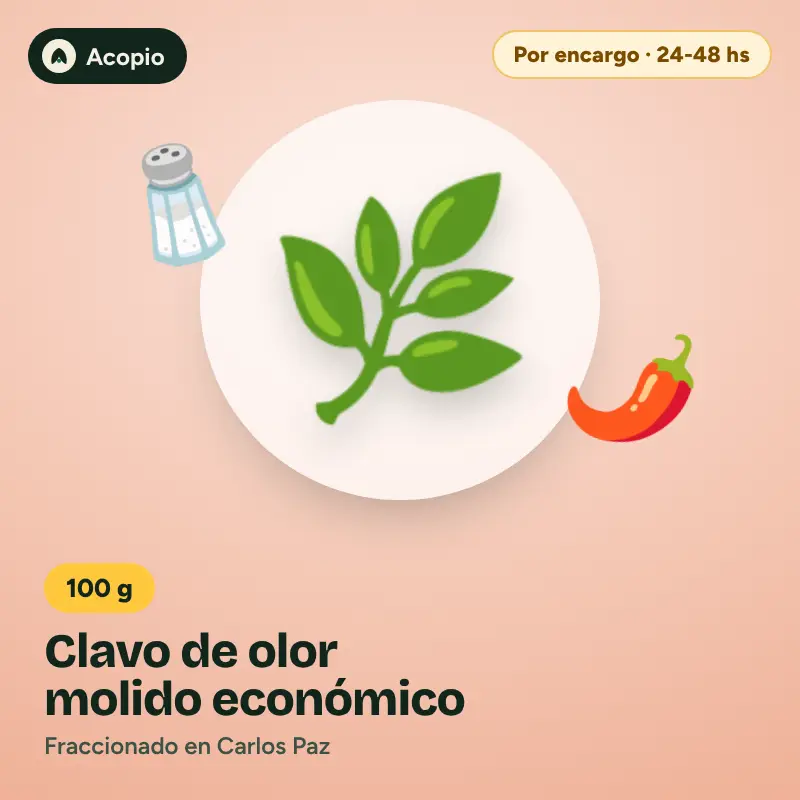 Acopio
Por encargo · 24-48 hs
100 g
Clavo de olor
molido económico
Fraccionado en Carlos Paz